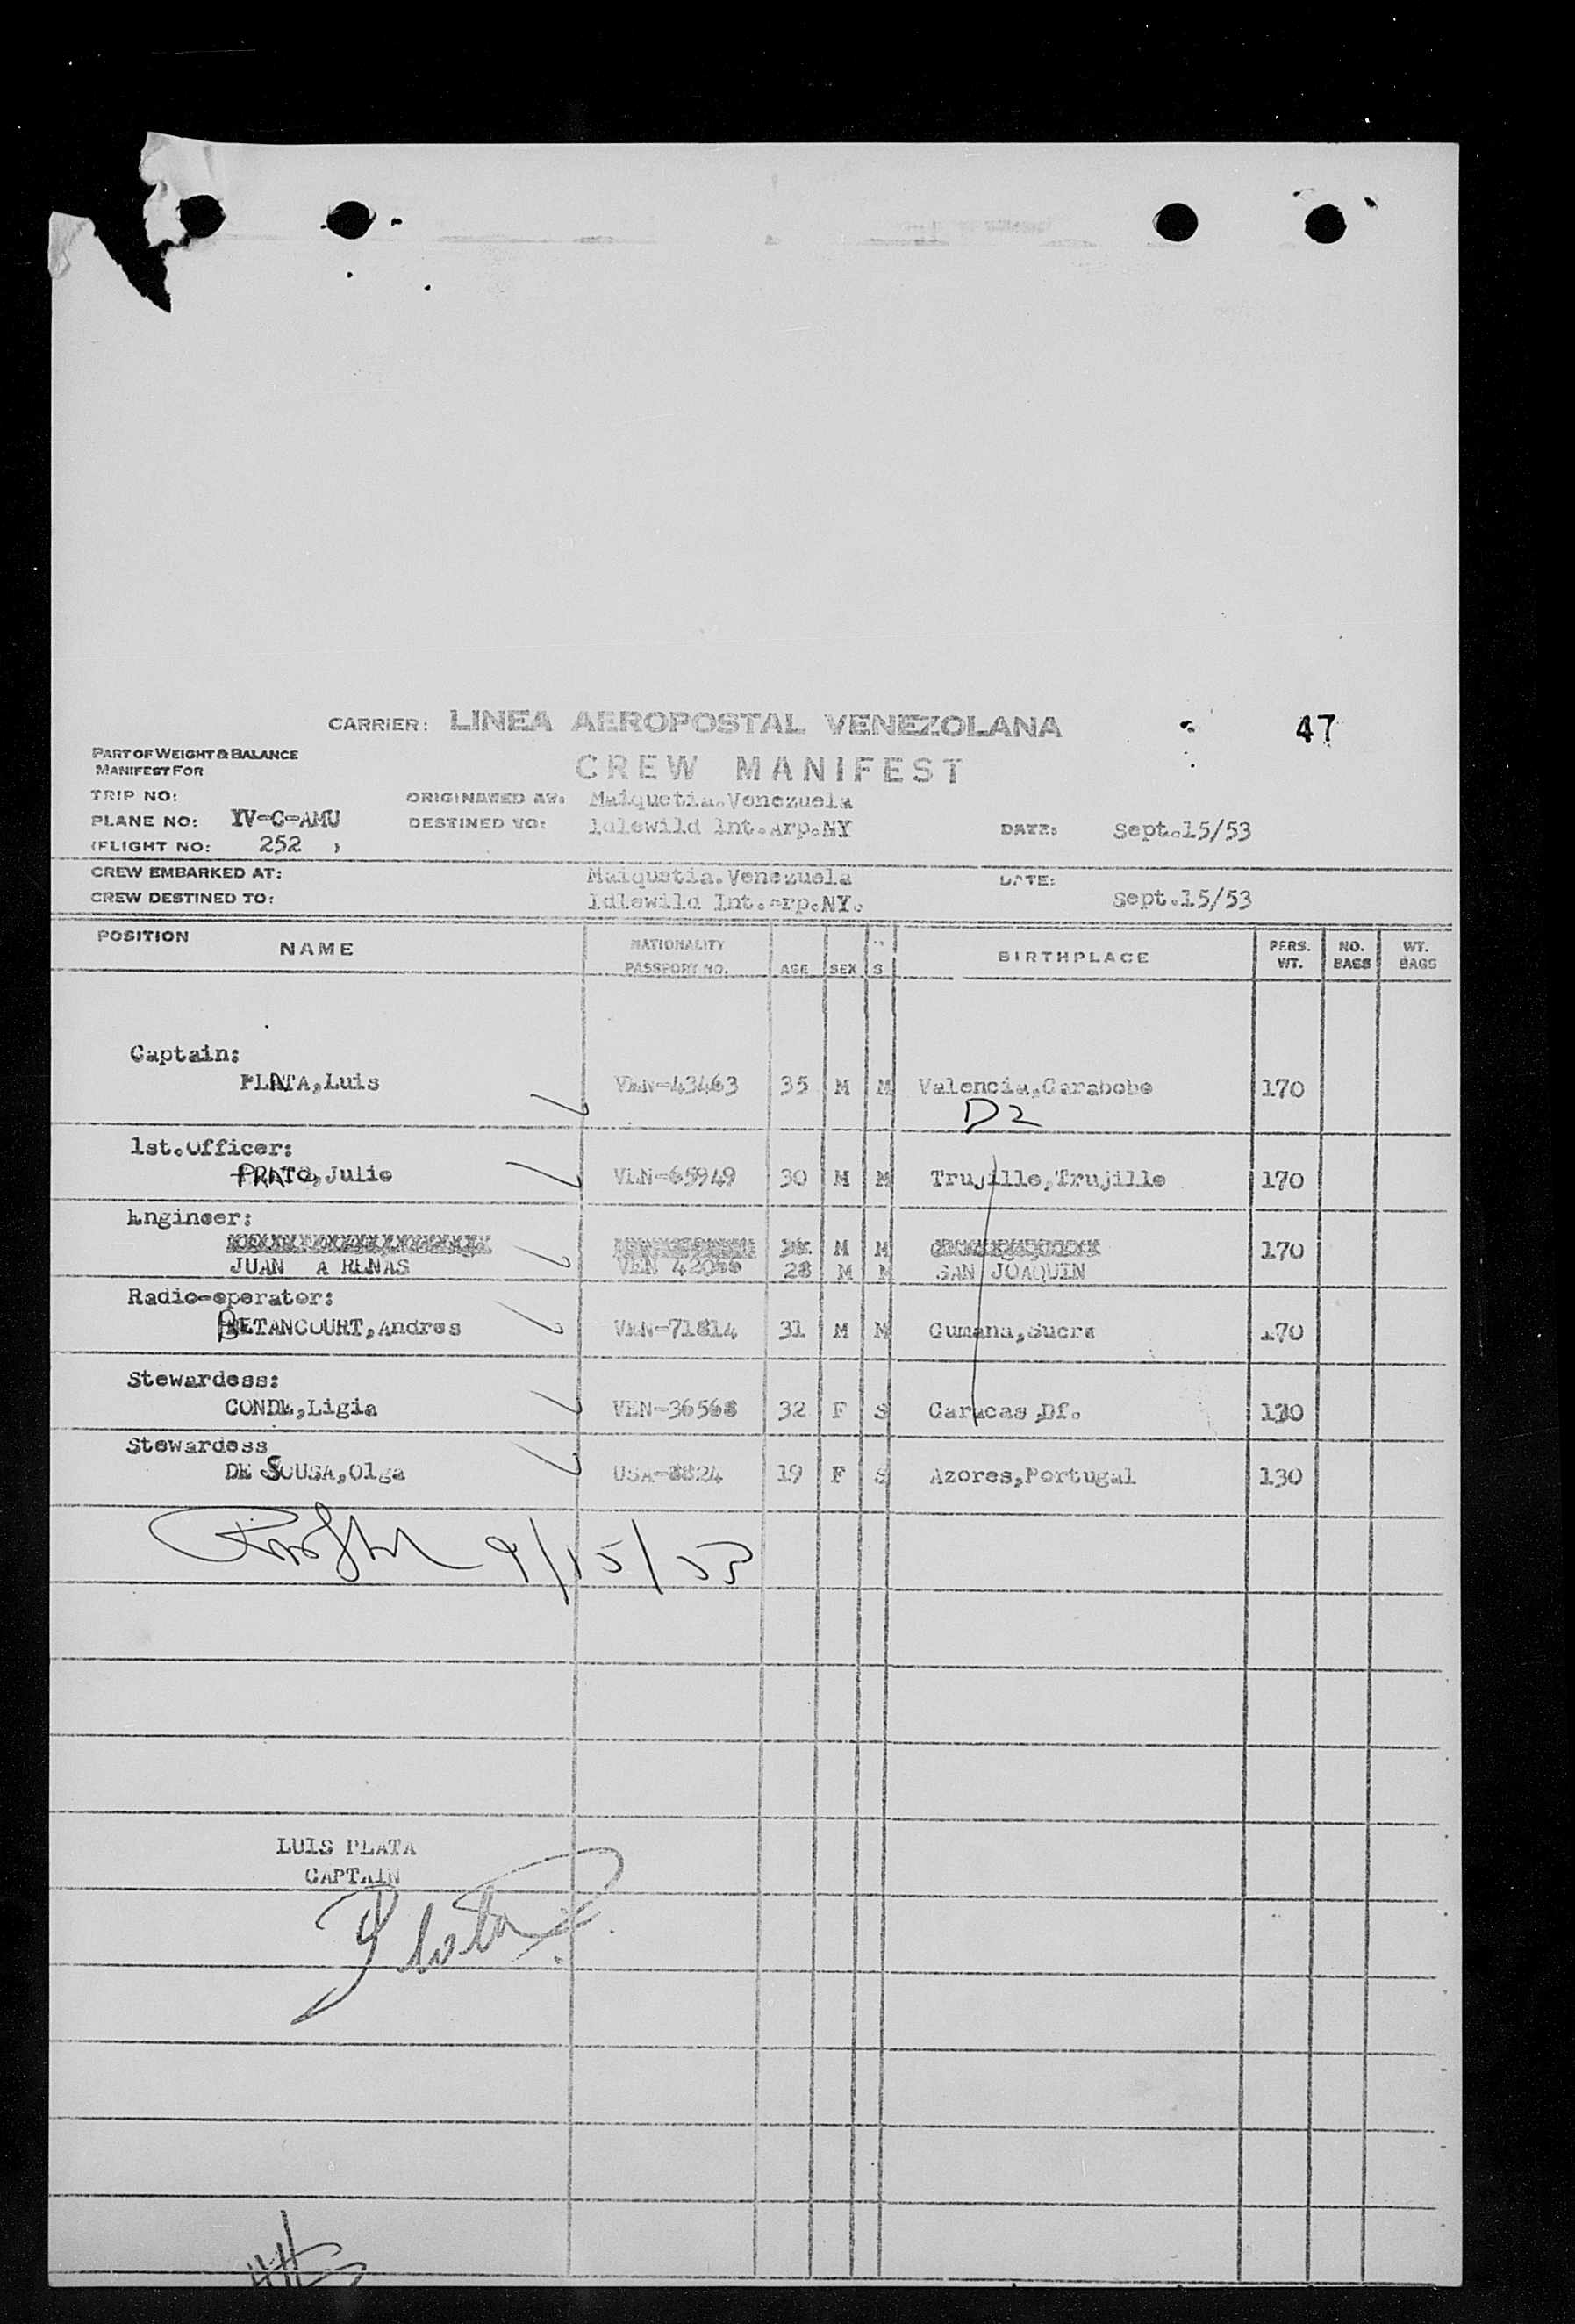 47
CARRIER: LINEA AEROPOSTAL VENEZOLANA
PART OF WEIGHT & BALANCE
MANIFEST FOR
CREW MANIFEST
TRIP NO:
ORIGINATED AT: Maiquetia.Venezuela
PLANE NO: YV-C-AMU
DESTINED TO: Idlewild Int.Arp.NY
DATE: Sept.15/53
(FLIGHT NO: 252 )
CREW EMBARKED AT: Maiquetia.Venezuela
DATE:
CREW DESTINED TO: Idlewild Int.Arp.NY.
Sept.15/53
POSITION NAME NATIONALITY PASSPORT NO. AGE SEX S BIRTHPLACE PERS. WT. NO. BAGS WT. BAGS
Captain:
PLATA,Luis VEN-43463 35 M M Valencia,Carabobo 170
D2
1st.Officer:
PRATO,Julio VEN-65949 30 M M Trujillo,Trujillo 170
Engineer:
M M 170
JUAN A RENAS VEN 28 M M SAN JOAQUIN
Radio-operator:
BETANCOURT,Andres VEN-71814 31 M M Cumana,Sucre 170
Stewardess:
CONDE,Ligia VEN-36568 32 F S Caracas,Df. 130
Stewardess
DE SOUSA,Olga USA-8824 19 F S Azores,Portugal 130
9/15/53
LUIS PLATA
CAPTAIN
Plata